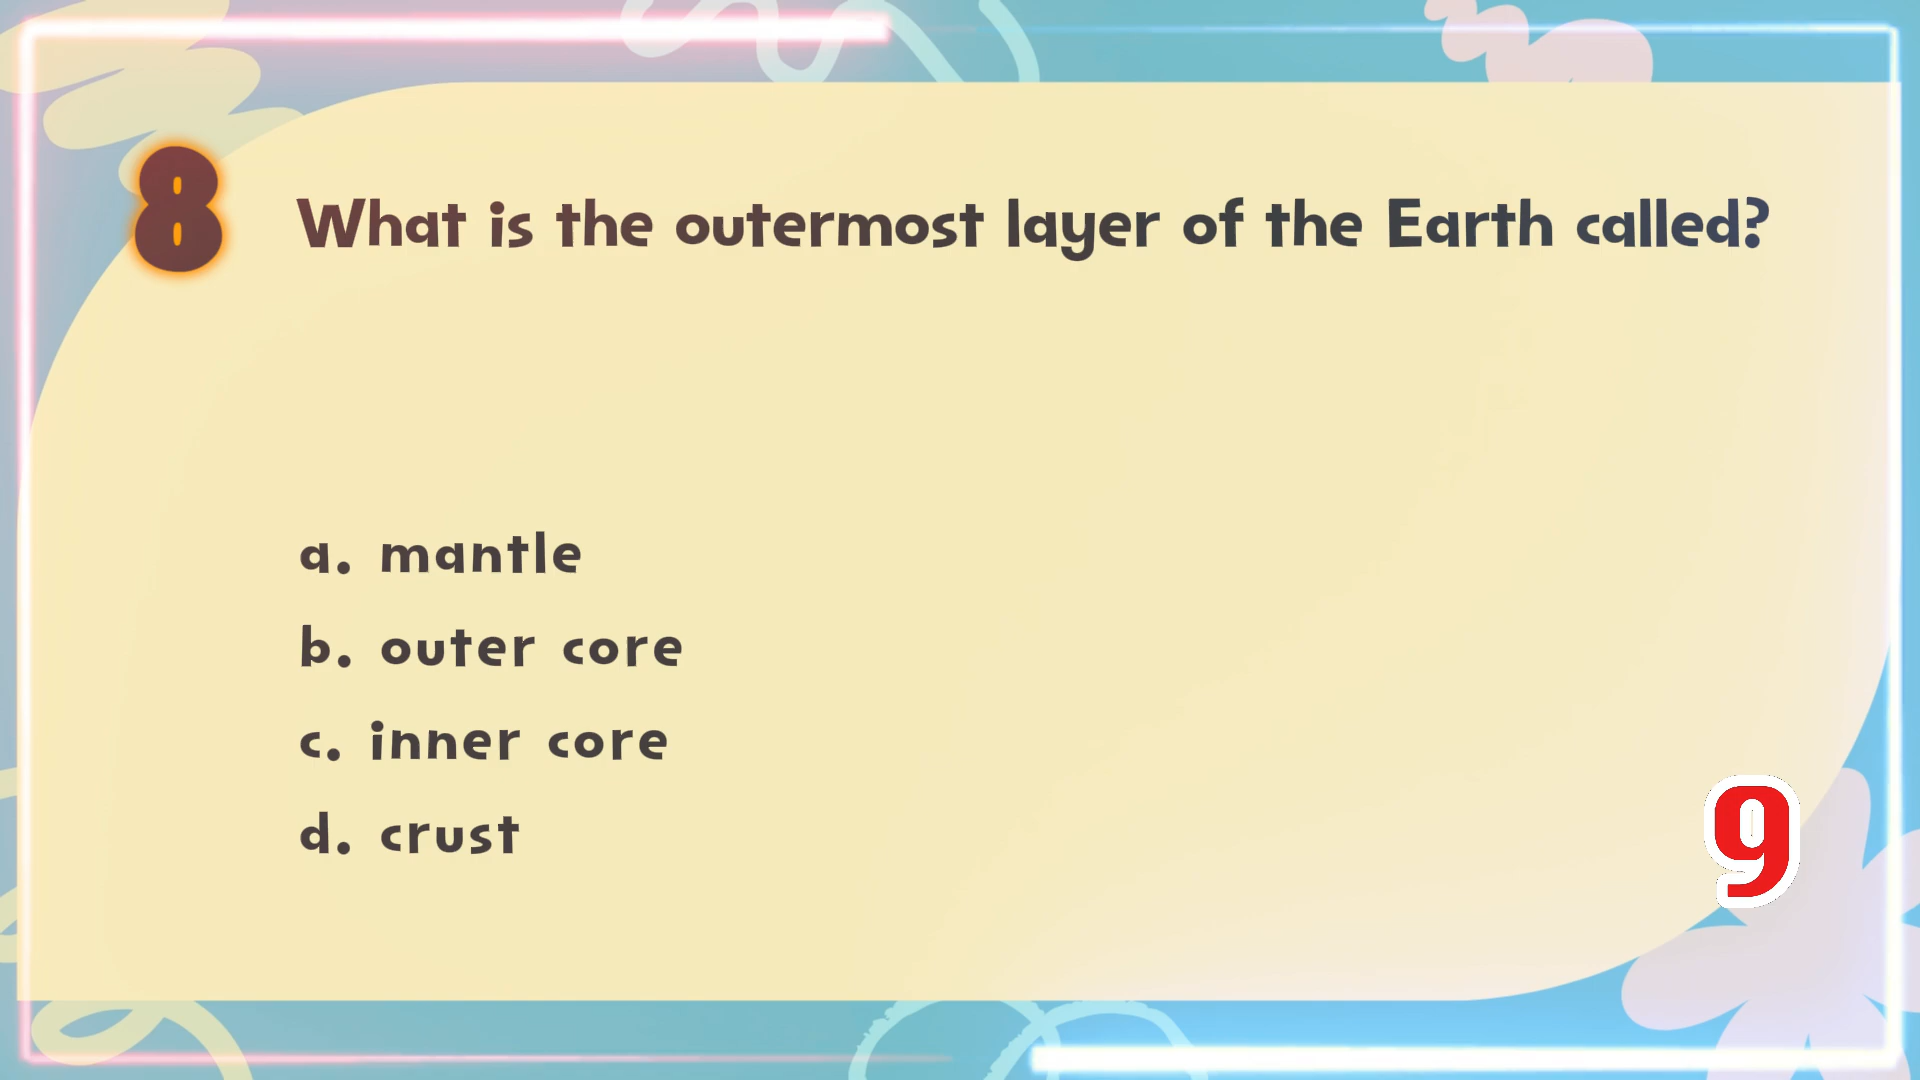 8
What is the outermost layer of the Earth called?
a. mantle
b. outer core
c. inner core
d. crust
9